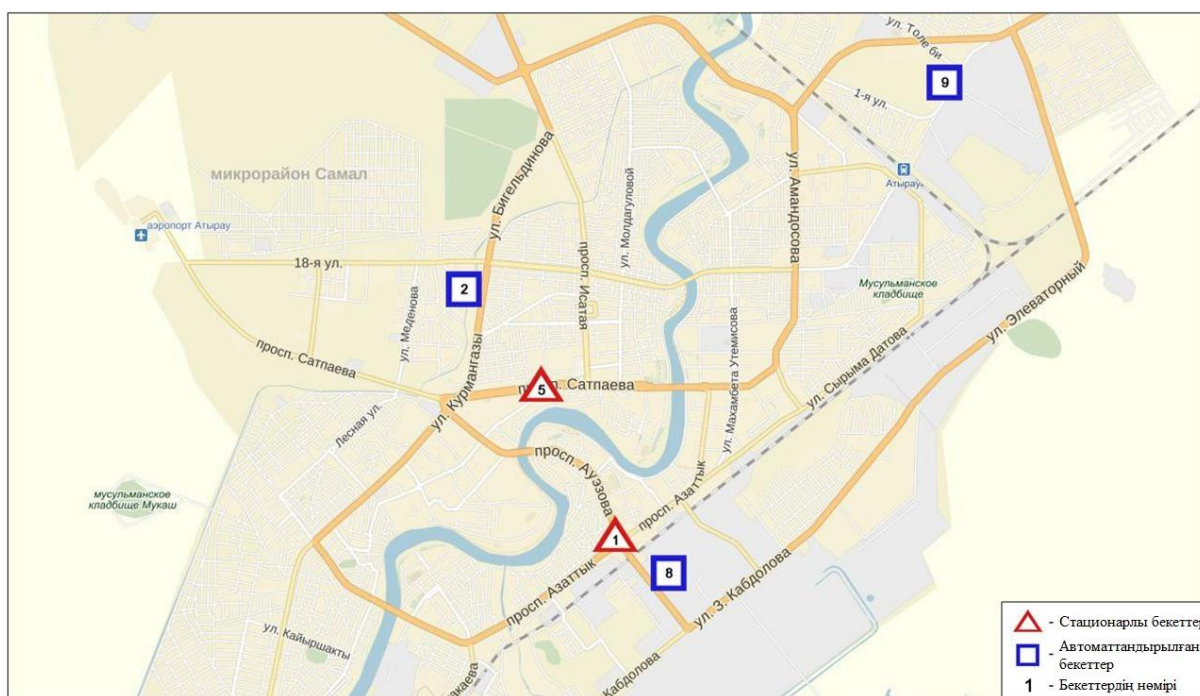 ул. Толе би
9
1-я ул.
Атырау
микрорайон Самал
ул. Бигельдинова
ул. Молдагуловой
ул. Амандосова
аэропорт Атырау
18-я ул.
2
просп. Исатая
Мусульманское
кладбище
ул. Элеваторный
ул. Меденова
просп. Сатпаева
ул. Курмангазы
5
Сатпаева
ул. Махамбета Утемисова
ул. Сырыма Датова
Лесная ул.
просп. Ауэзова
просп. Азаттык
мусульманское
кладбище Мукаш
1
8
просп. Азаттык
ул. З. Кабдолова
ул. Кайыршакты
Кабдолова
- Стационарлы бекеттер
- Автоматтандырылған
бекеттер
1 - Бекеттердің нөмірі